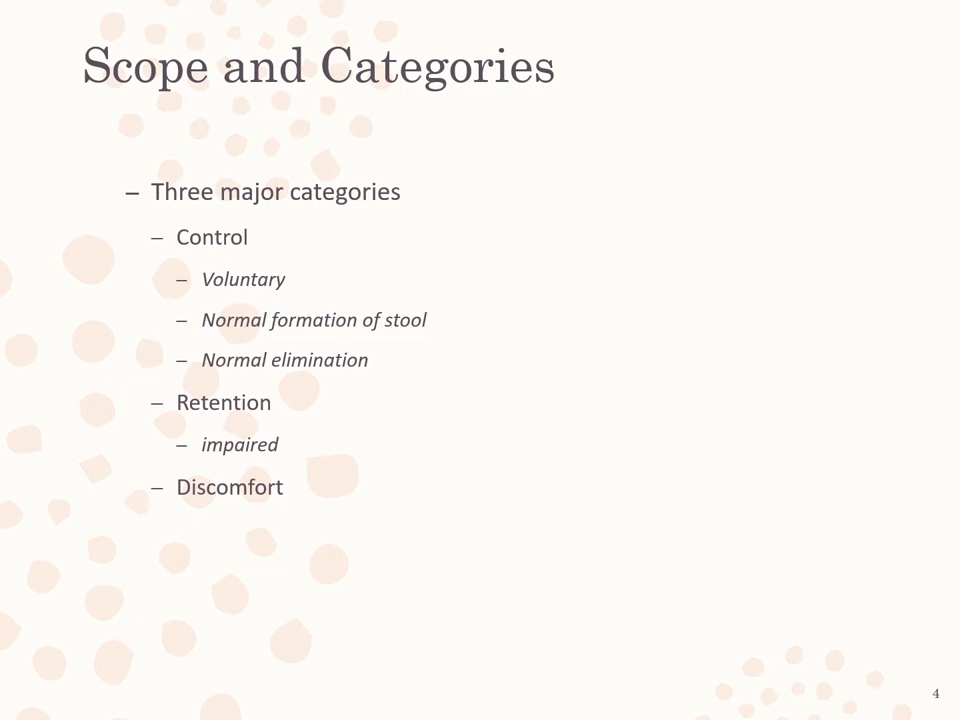 Scope and Categories
– Three major categories
– Control
– Voluntary
– Normal formation of stool
– Normal elimination
– Retention
– impaired
– Discomfort
4